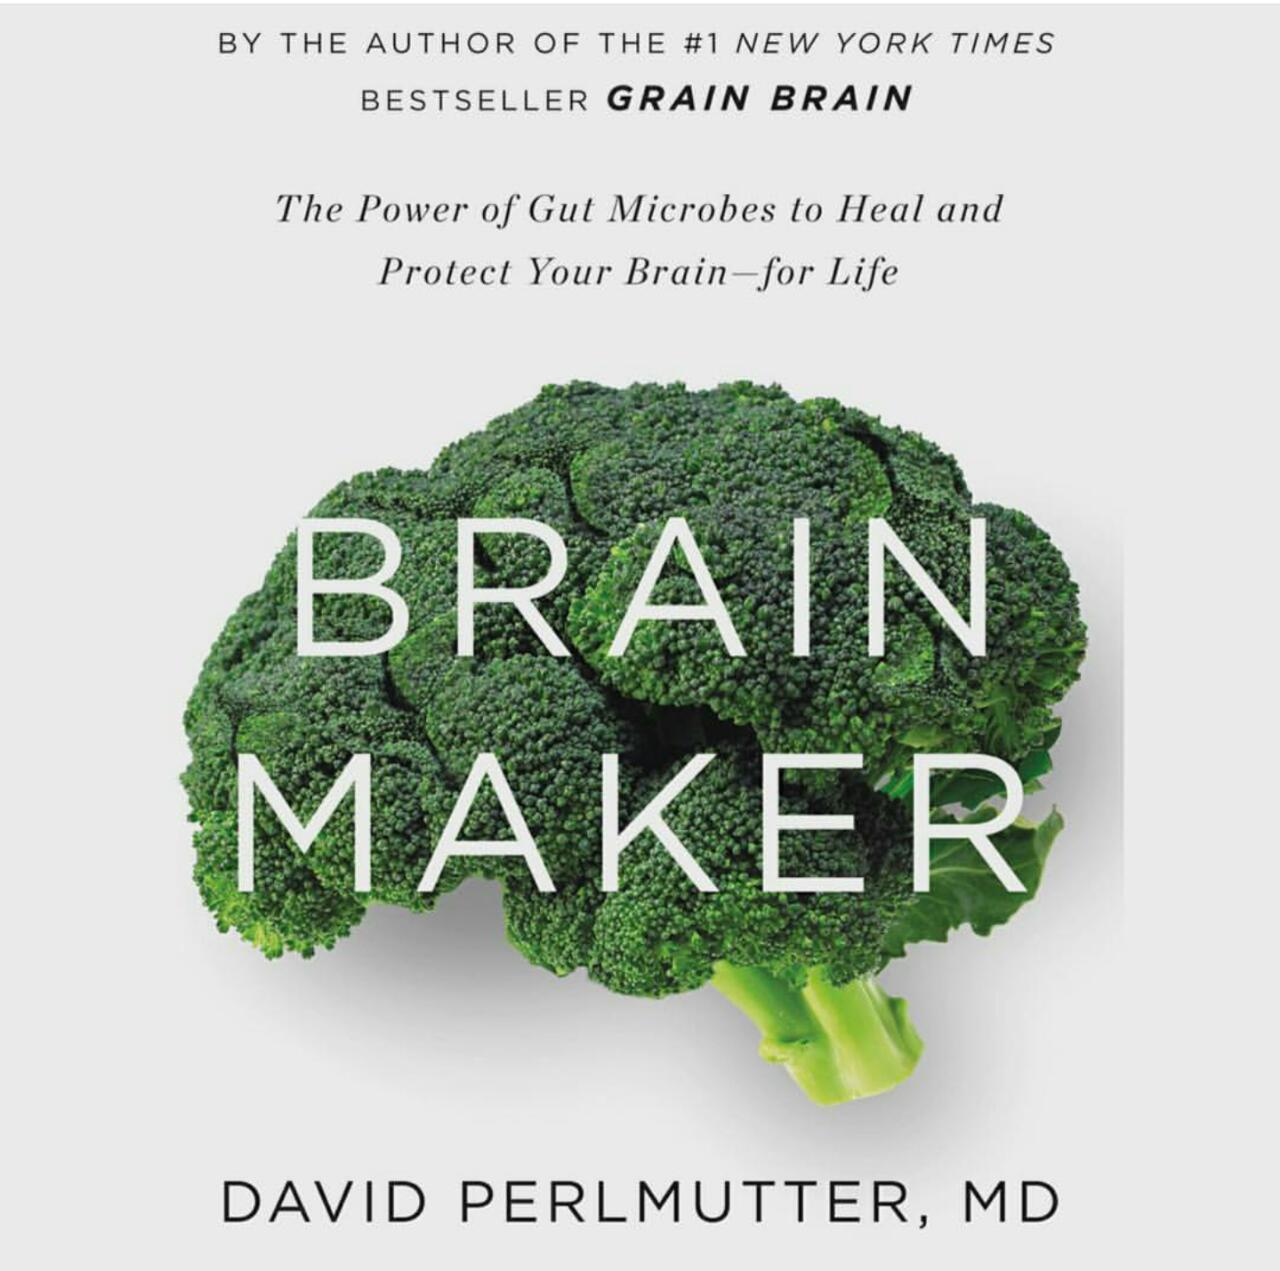 BY THE AUTHOR OF THE #1 NEW YORK TIMES
BESTSELLER GRAIN BRAIN
The Power of Gut Microbes to Heal and
Protect Your Brain—for Life
BRAIN
MAKER
DAVID PERLMUTTER, MD